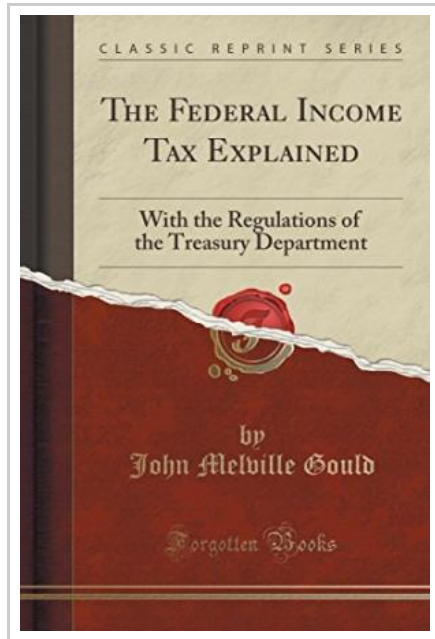 CLASSIC REPRINT SERIES
THE FEDERAL INCOME
TAX EXPLAINED
With the Regulations of
the Treasury Department
by
John Melville Gould
Forgotten Books